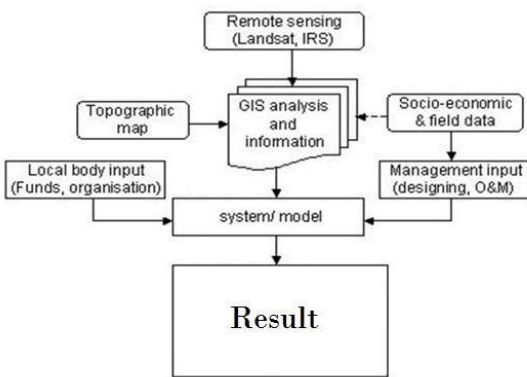 Remote sensing
(Landsat, IRS)
Topographic
map
GIS analysis
and
information
Socio-economic
& field data
Local body input
(Funds, organisation)
Management input
(designing, O&M)
system/ model
Result